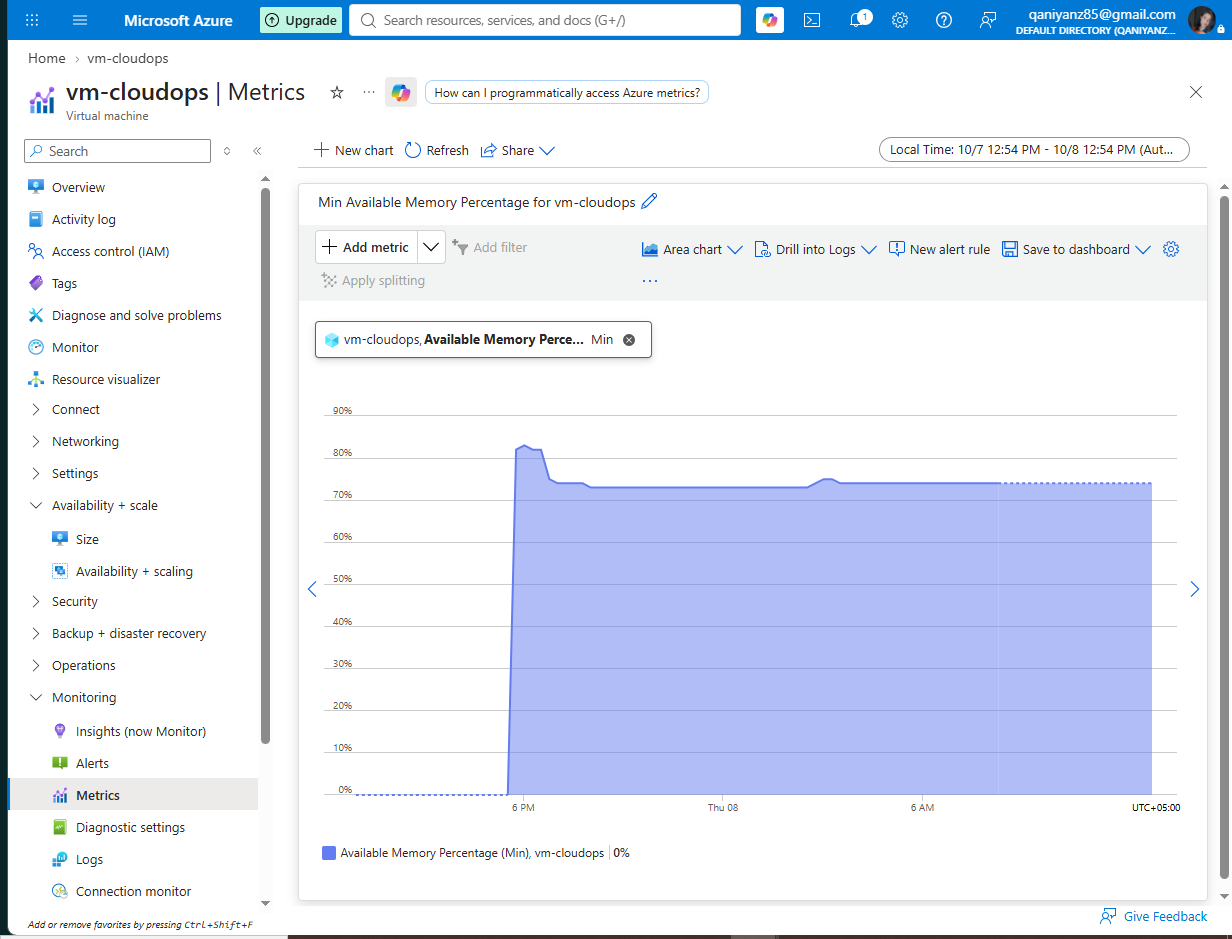 Microsoft Azure
Upgrade
Search resources, services, and docs (G+/)
1
qaniyanz85@gmail.com
DEFAULT DIRECTORY (QANIYANZ...
Home > vm-cloudops
vm-cloudops | Metrics
How can I programmatically access Azure metrics?
Virtual machine
Search
New chart
Refresh
Share
Local Time: 10/7 12:54 PM - 10/8 12:54 PM (Aut...
Overview
Activity log
Access control (IAM)
Tags
Diagnose and solve problems
Monitor
Resource visualizer
Connect
Networking
Settings
Availability + scale
Size
Availability + scaling
Security
Backup + disaster recovery
Operations
Monitoring
Insights (now Monitor)
Alerts
Metrics
Diagnostic settings
Logs
Connection monitor
Add or remove favorites by pressing Ctrl+Shift+F
Min Available Memory Percentage for vm-cloudops
Add metric
Add filter
Area chart
Drill into Logs
New alert rule
Save to dashboard
Apply splitting
...
vm-cloudops, Available Memory Perce... Min
90%
80%
70%
60%
50%
40%
30%
20%
10%
0%
6 PM
Thu 08
6 AM
UTC+05:00
Available Memory Percentage (Min), vm-cloudops | 0%
Give Feedback